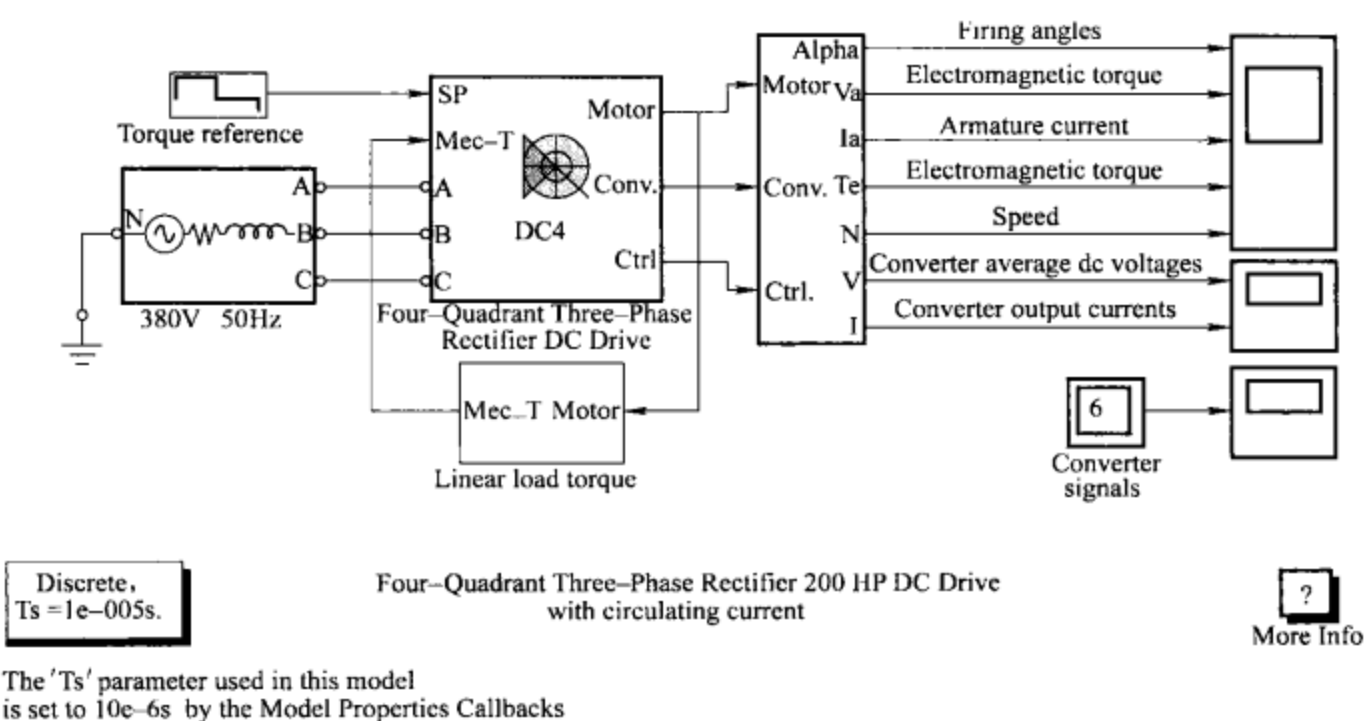 Firing angles
Alpha
SP
Motor
Motor
Va
Electromagnetic torque
Torque reference
Mec-T
Ia
Armature current
N
A
A
Conv.
Conv.
Te
Electromagnetic torque
B
B
DC4
N
Speed
C
C
Ctrl
Ctrl.
V
Converter average dc voltages
380V 50Hz
Four-Quadrant Three-Phase
Rectifier DC Drive
I
Converter output currents
Mec_T Motor
Linear load torque
6
Converter
signals
Discrete,
Ts =1e-005s.
Four-Quadrant Three-Phase Rectifier 200 HP DC Drive
with circulating current
?
More Info
The 'Ts' parameter used in this model
is set to 10e-6s by the Model Properties Callbacks